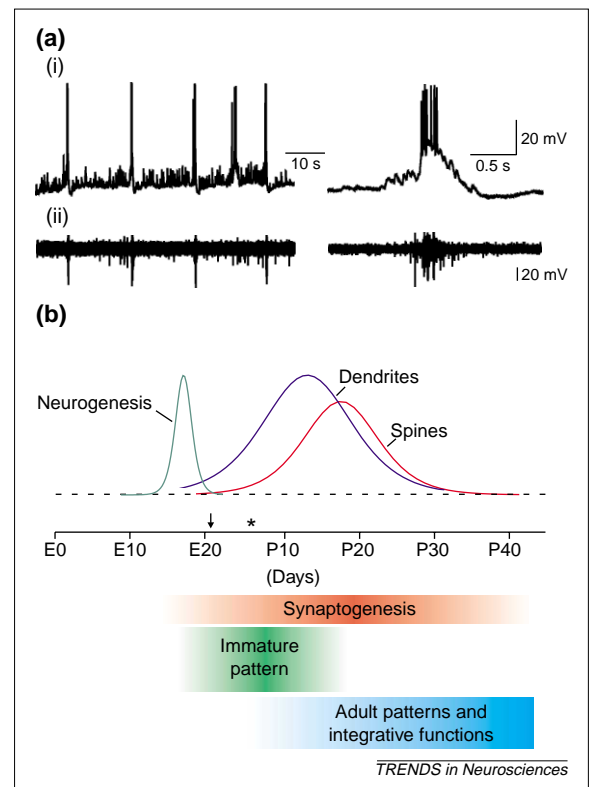 (a)
(i)
10 s
0.5 s
20 mV
(ii)
20 mV
(b)
Neurogenesis
Dendrites
Spines
*
E0 E10 E20 P10 P20 P30 P40
(Days)
Synaptogenesis
Immature
pattern
Adult patterns and
integrative functions
TRENDS in Neurosciences